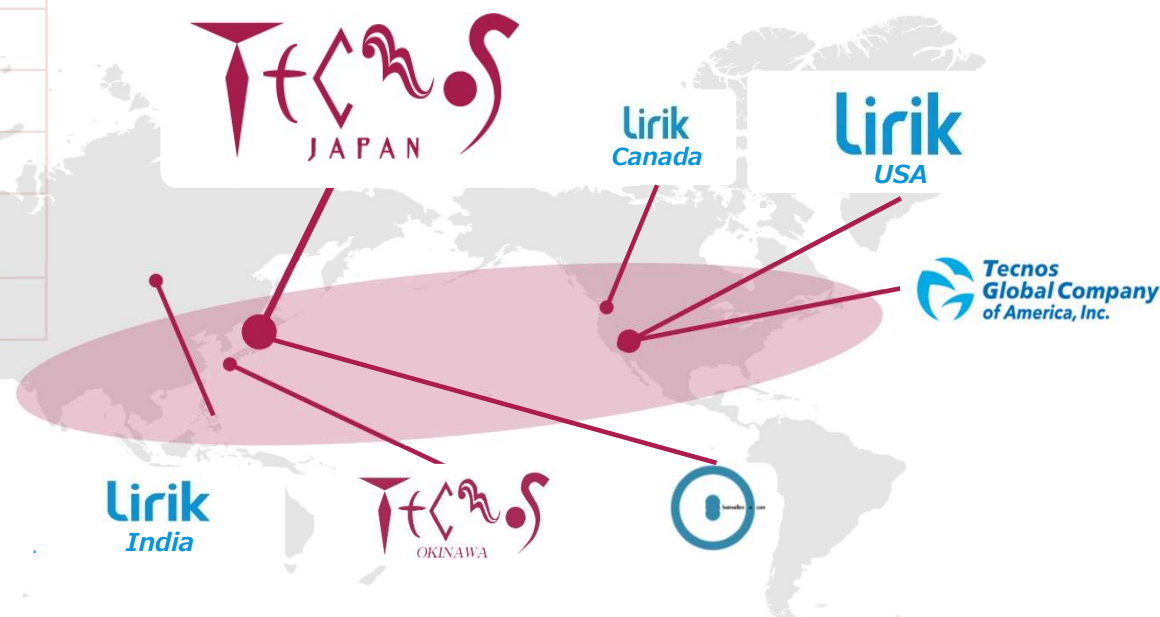 TECNOS
JAPAN
Lirik
Canada
Lirik
USA
Tecnos
Global Company
of America, Inc.
Lirik
India
TECNOS
OKINAWA